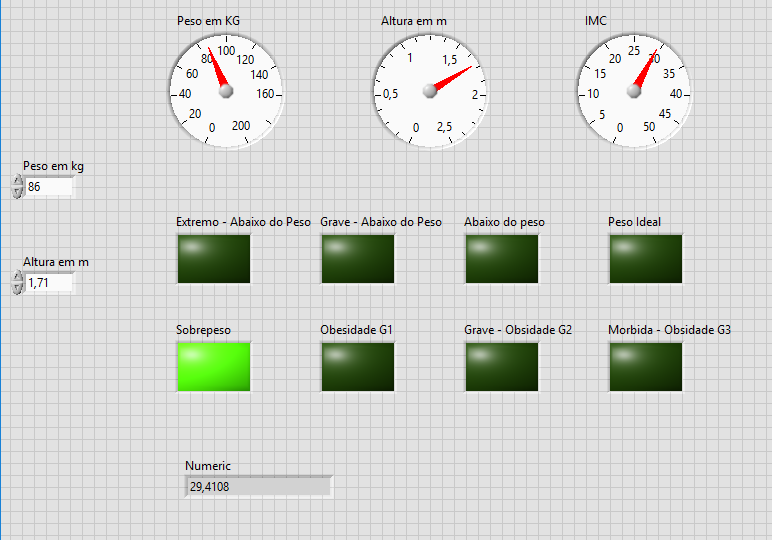 Peso em KG
Altura em m
IMC
0 20 40 60 80 100 120 140 160 200
0 0,5 1 1,5 2 2,5
0 5 10 15 20 25 30 35 40 45 50
Peso em kg
86
Extremo - Abaixo do Peso
Grave - Abaixo do Peso
Abaixo do peso
Peso Ideal
Altura em m
1,71
Sobrepeso
Obesidade G1
Grave - Obsidade G2
Morbida - Obsidade G3
Numeric
29,4108